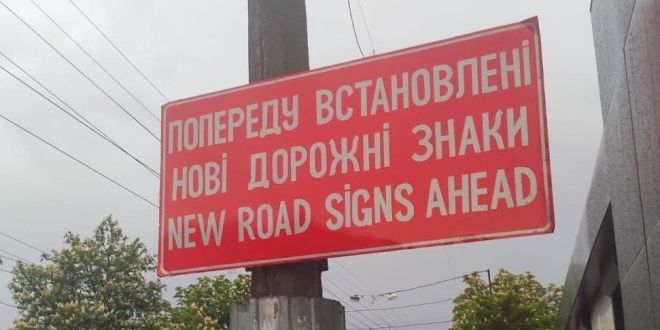 ПОПЕРЕДУ ВСТАНОВЛЕНІ
НОВІ ДОРОЖНІ ЗНАКИ
NEW ROAD SiGNS AHEAD